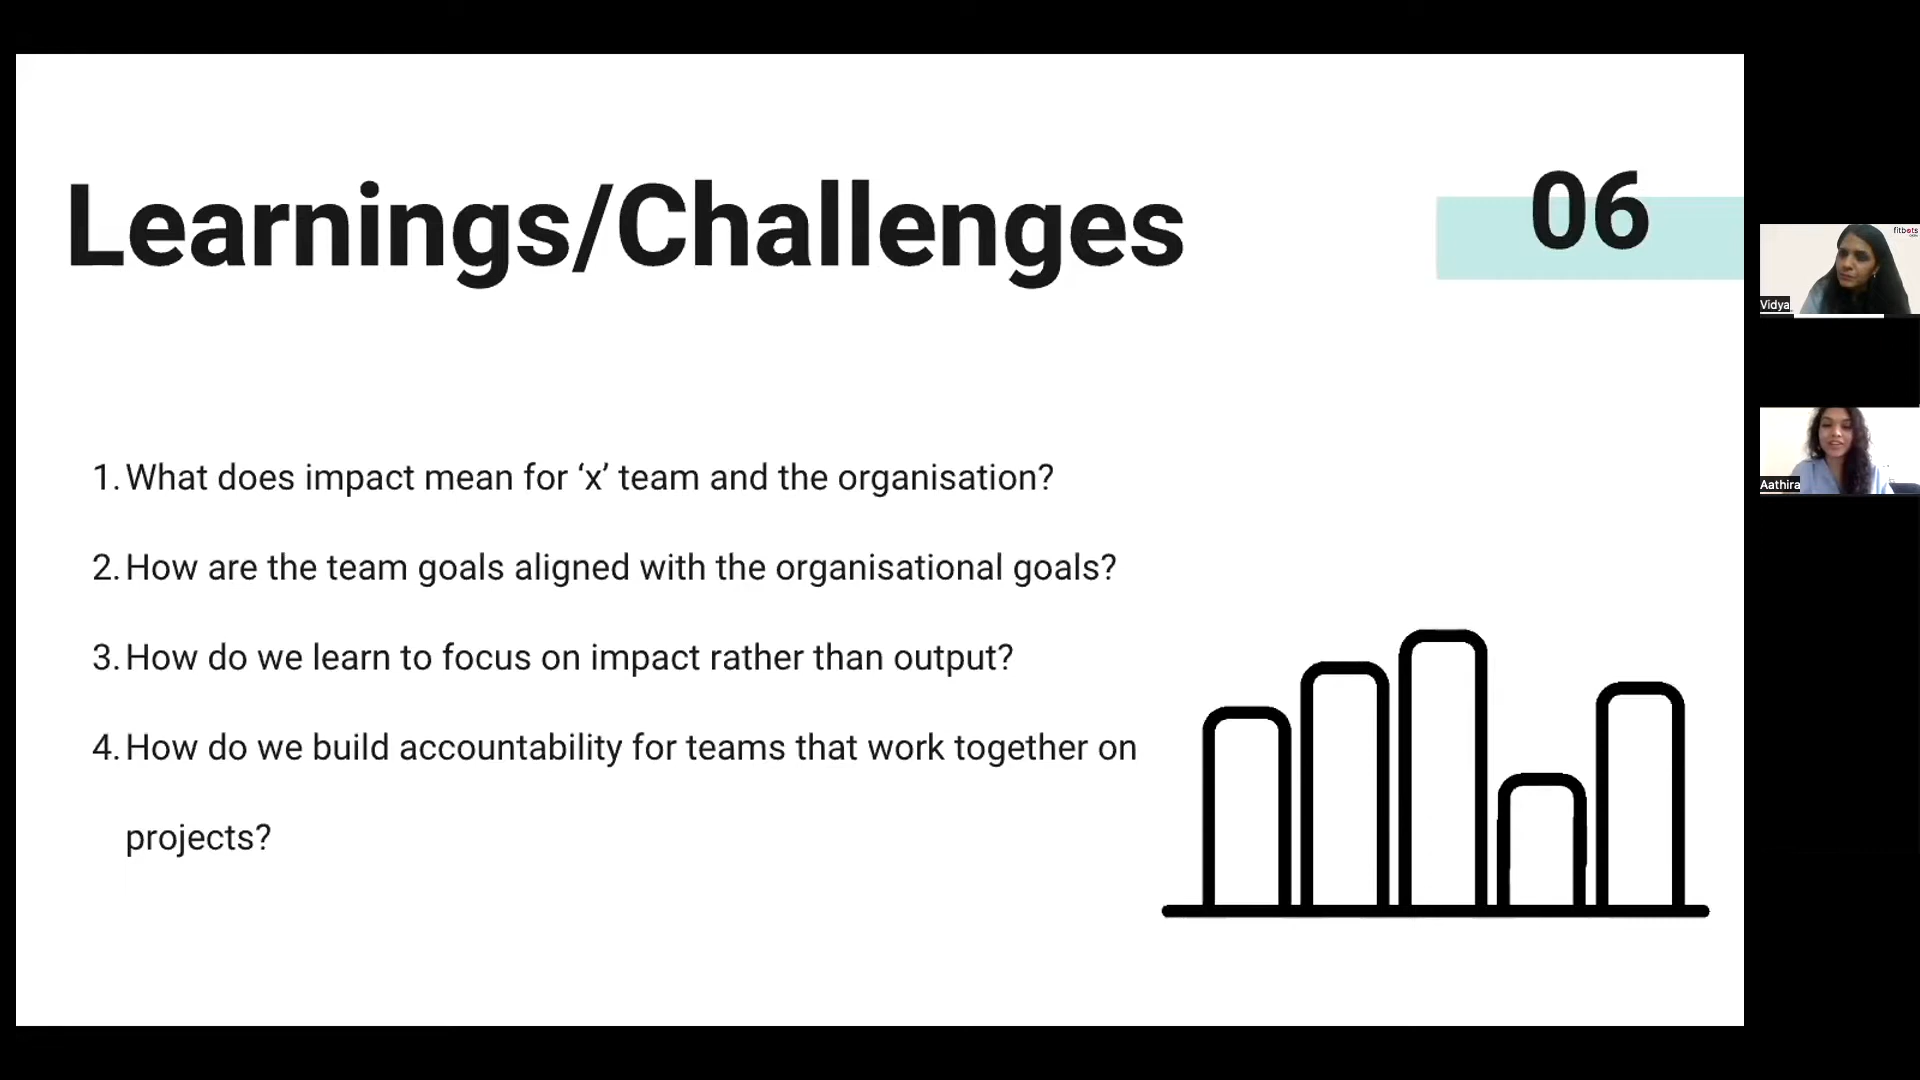 Learnings/Challenges
06
1. What does impact mean for ‘x’ team and the organisation?
2. How are the team goals aligned with the organisational goals?
3. How do we learn to focus on impact rather than output?
4. How do we build accountability for teams that work together on
projects?
fitbots
Vidya
Aathira